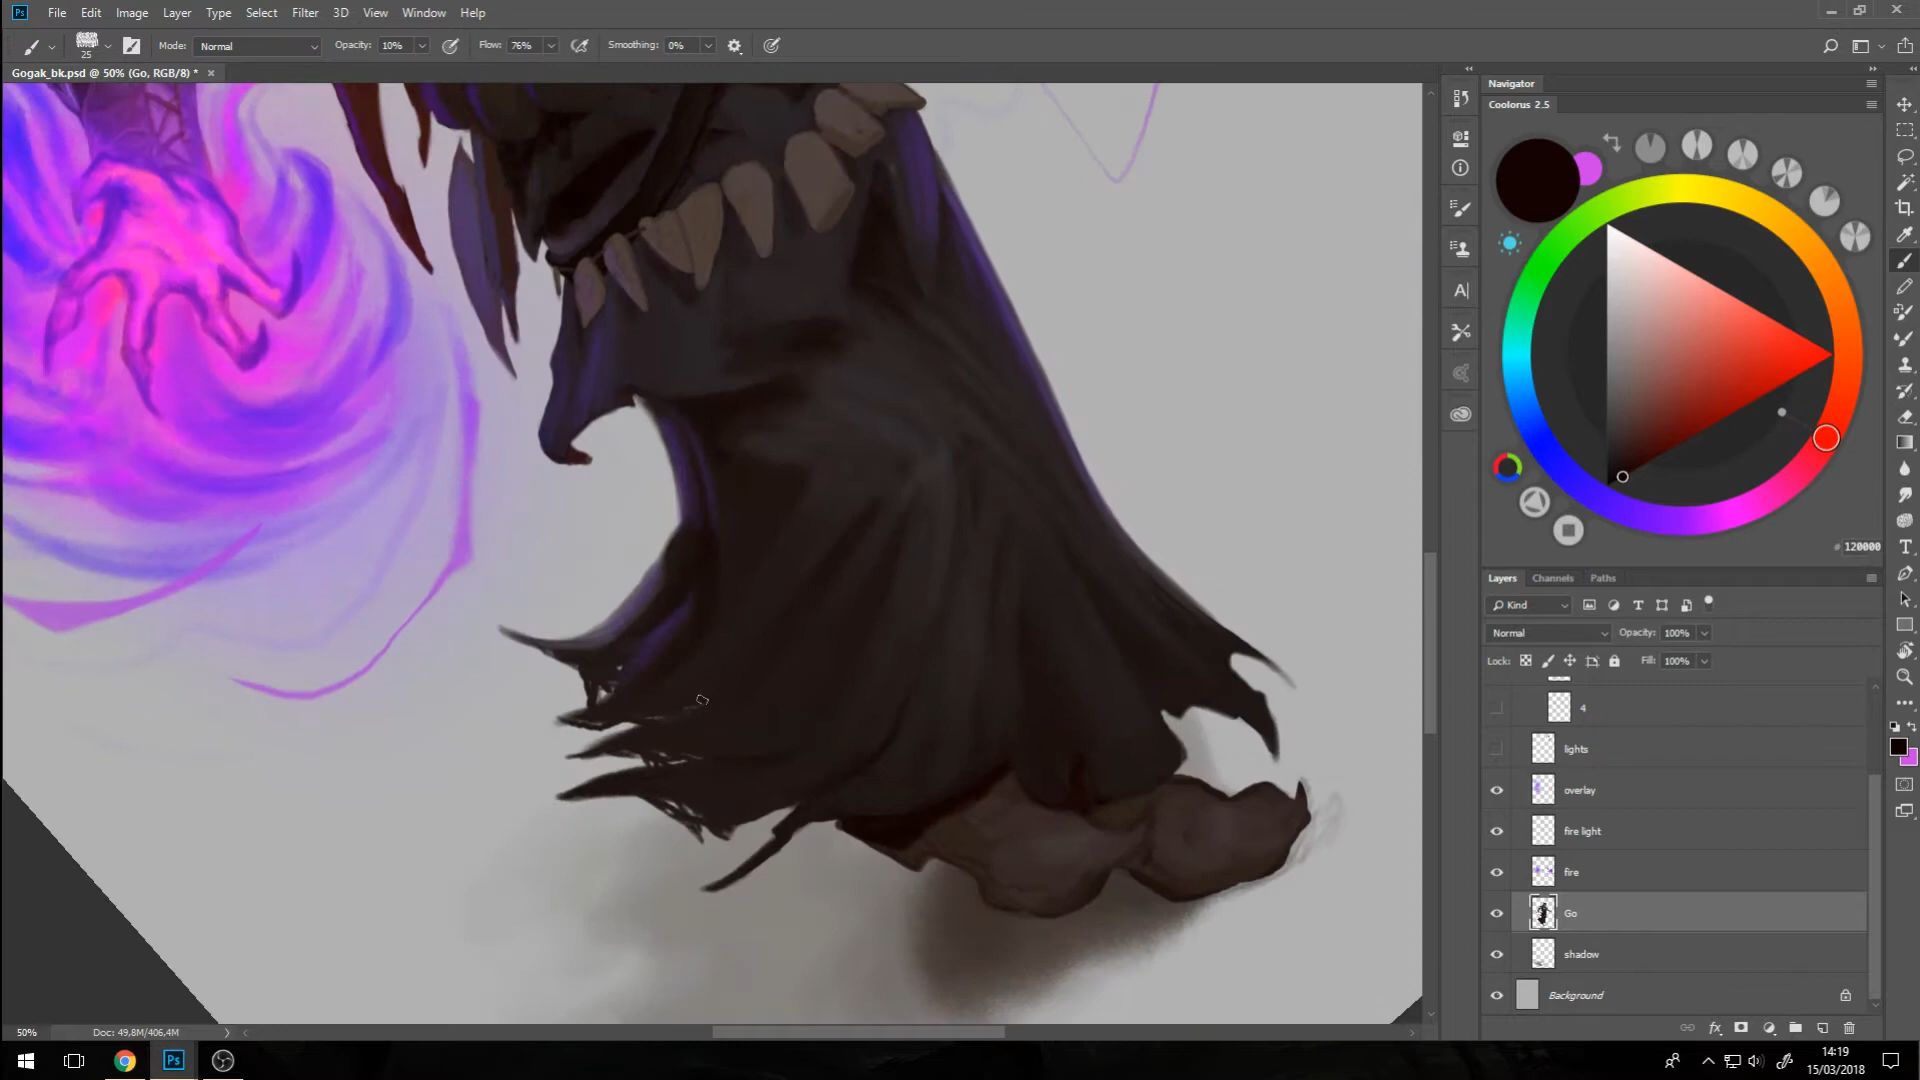 Ps File Edit Image Layer Type Select Filter 3D View Window Help
25 Mode: Normal Opacity: 10% Flow: 76% Smoothing: 0%
Gogak_bk.psd @ 50% (Go, RGB/8) *
Navigator
Coolorus 2.5
# 120000
Layers Channels Paths
Kind
Normal Opacity: 100%
Lock: Fill: 100%
4
lights
overlay
fire light
fire
Go
shadow
Background
50% Doc: 49,8M/406,4M
Ps
14:19
15/03/2018